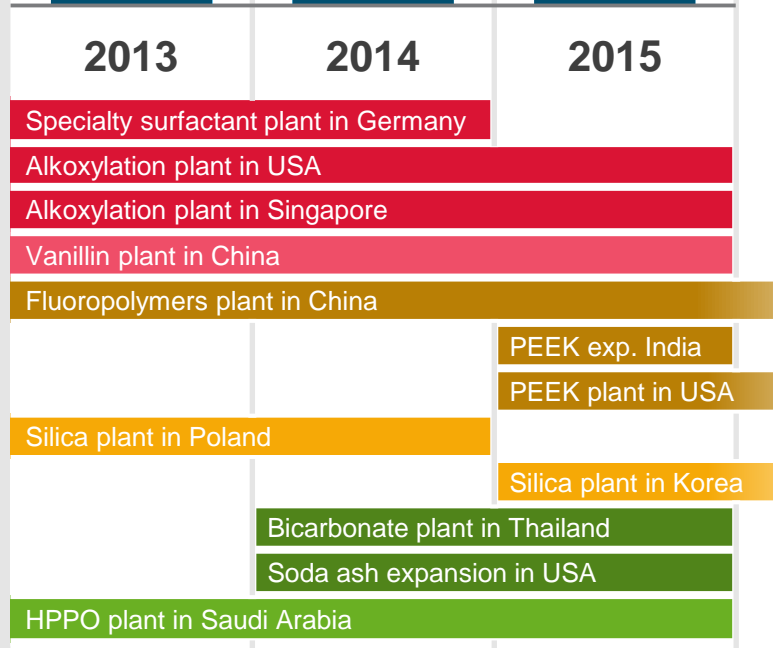 2013 2014 2015
Specialty surfactant plant in Germany
Alkoxylation plant in USA
Alkoxylation plant in Singapore
Vanillin plant in China
Fluoropolymers plant in China
PEEK exp. India
PEEK plant in USA
Silica plant in Poland
Silica plant in Korea
Bicarbonate plant in Thailand
Soda ash expansion in USA
HPPO plant in Saudi Arabia